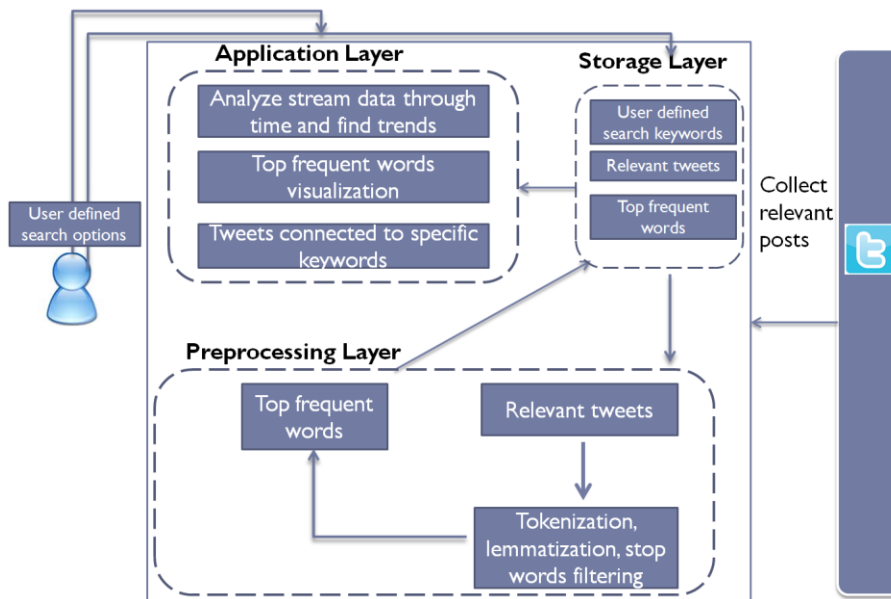 Application Layer
Analyze stream data through
time and find trends
Top frequent words
visualization
Tweets connected to specific
keywords
Storage Layer
User defined
search keywords
Relevant tweets
Top frequent
words
User defined
search options
Collect
relevant
posts
Preprocessing Layer
Top frequent
words
Relevant tweets
Tokenization,
lemmatization, stop
words filtering